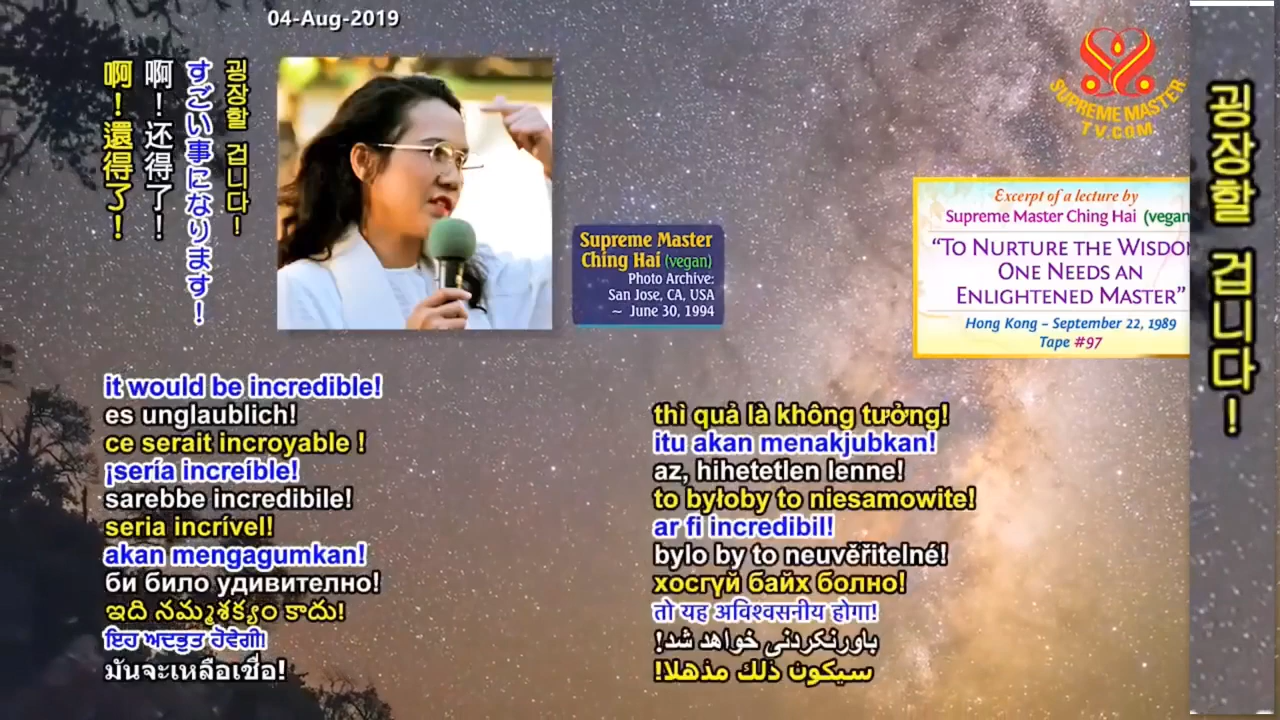 04-Aug-2019
SUPREME MASTER
TV.COM
굉장할 겁니다!
すごい事になります!
啊!还得了!
啊!還得了!
굉장할 겁니다!
Supreme Master
Ching Hai (vegan)
Photo Archive:
San Jose, CA, USA
~ June 30, 1994
Excerpt of a lecture by
Supreme Master Ching Hai (vegan
“TO NURTURE THE WISDOM
ONE NEEDS AN
ENLIGHTENED MASTER”
Hong Kong – September 22, 1989
Tape #97
it would be incredible!
es unglaublich!
ce serait incroyable !
¡sería increíble!
sarebbe incredibile!
seria incrível!
akan mengagumkan!
би било удивително!
ఇది నమ్మశక్యం కాదు!
ਇਹ ਅਦਭੁਤ ਹੋਵੇਗੀ!
มันจะเหลือเชื่อ!
thì quả là không tưởng!
itu akan menakjubkan!
az, hihetetlen lenne!
to byłoby to niesamowite!
ar fi incredibil!
bylo by to neuvěřitelné!
хосгүй байх болно!
तो यह अविश्वसनीय होगा!
باورنکردنی خواهد شد!
سيكون ذلك مذهلا!